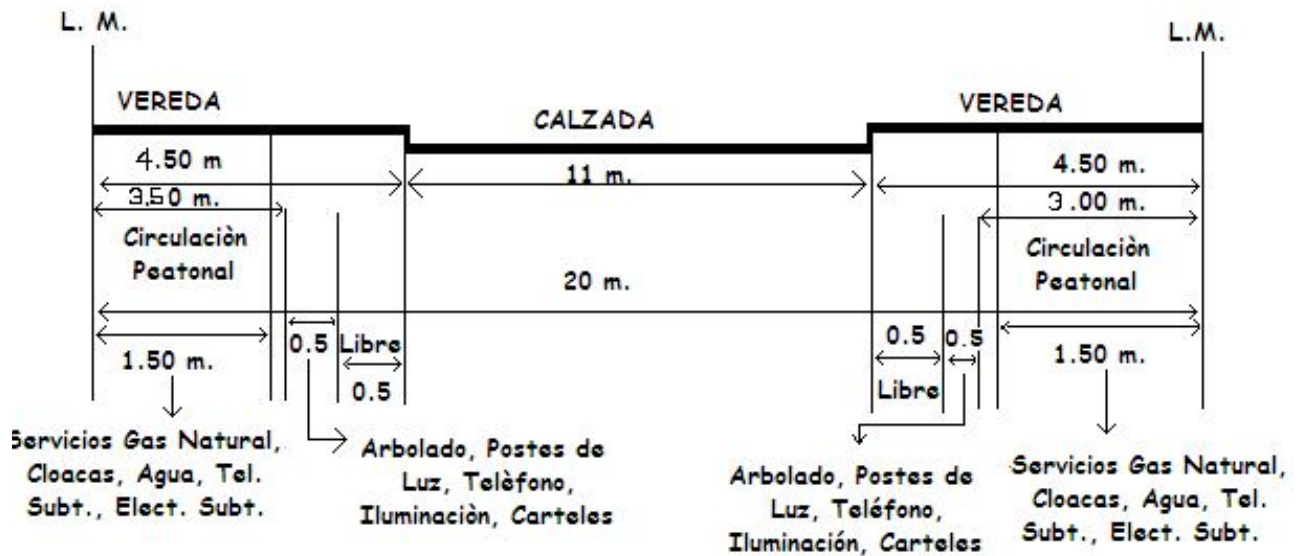 L. M.
L.M.
VEREDA
CALZADA
VEREDA
4.50 m
11 m.
4.50 m.
3.50 m.
3.00 m.
Circulaciòn
Peatonal
Circulaciòn
Peatonal
20 m.
0.5
Libre
0.5
0.5
0.5
Libre
1.50 m.
1.50 m.
Servicios Gas Natural,
Cloacas, Agua, Tel.
Subt., Elect. Subt.
Arbolado, Postes de
Luz, Telèfono,
Iluminaciòn, Carteles
Arbolado, Postes de
Luz, Teléfono,
Iluminación, Carteles
Servicios Gas Natural,
Cloacas, Agua, Tel.
Subt., Elect. Subt.